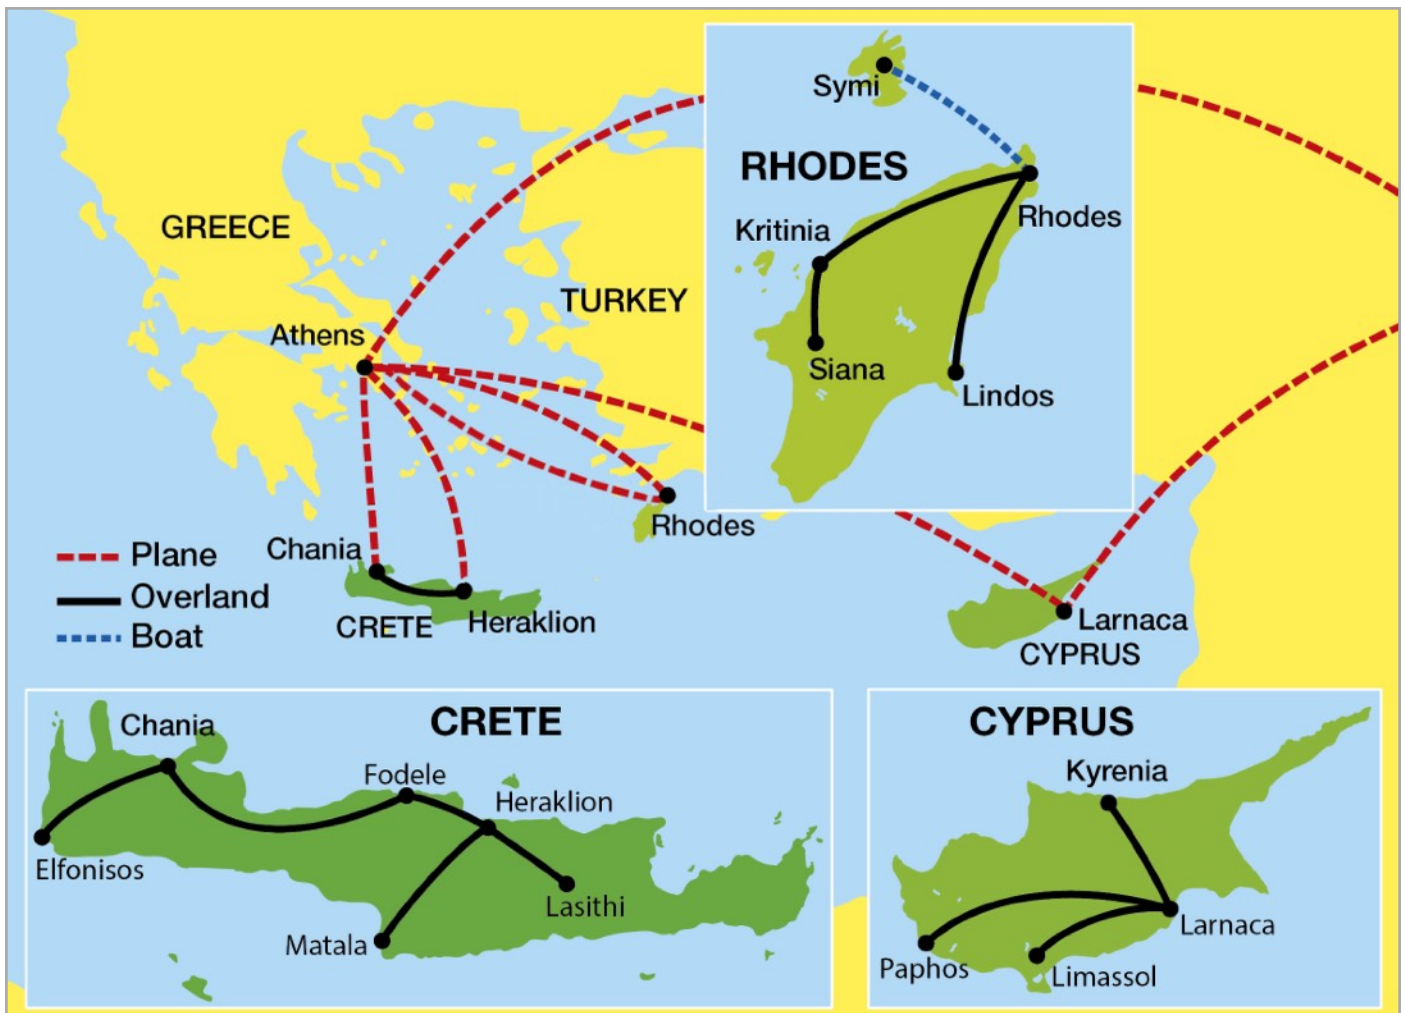 GREECE
TURKEY
Athens
Rhodes
Chania
CRETE
Heraklion
Larnaca
CYPRUS
Plane
Overland
Boat
RHODES
Symi
Rhodes
Kritinia
Siana
Lindos
CRETE
Chania
Fodele
Heraklion
Elfonisos
Lasithi
Matala
CYPRUS
Kyrenia
Larnaca
Paphos
Limassol